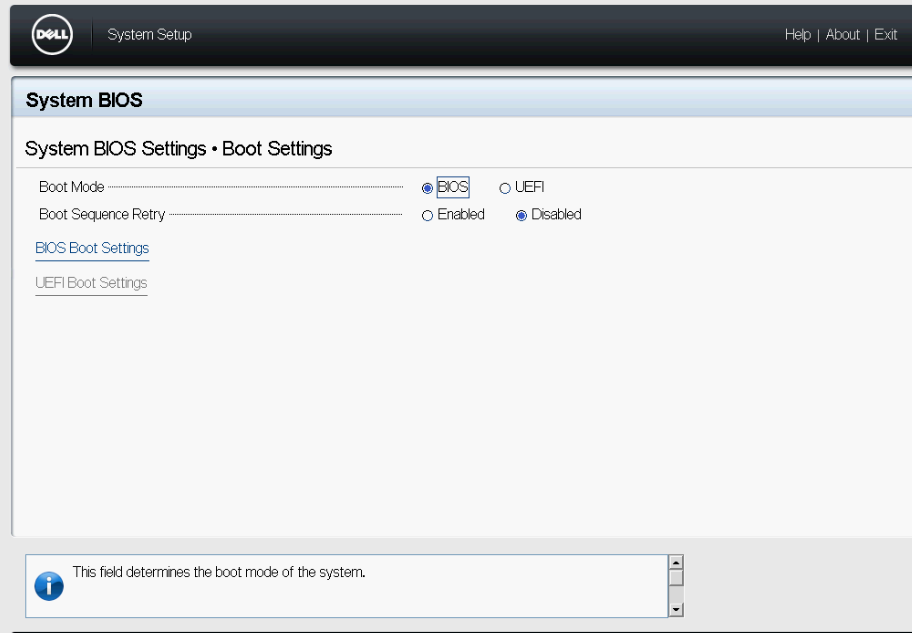 DELL System Setup Help | About | Exit
System BIOS
System BIOS Settings • Boot Settings
Boot Mode BIOS UEFI
Boot Sequence Retry Enabled Disabled
BIOS Boot Settings
UEFI Boot Settings
This field determines the boot mode of the system.